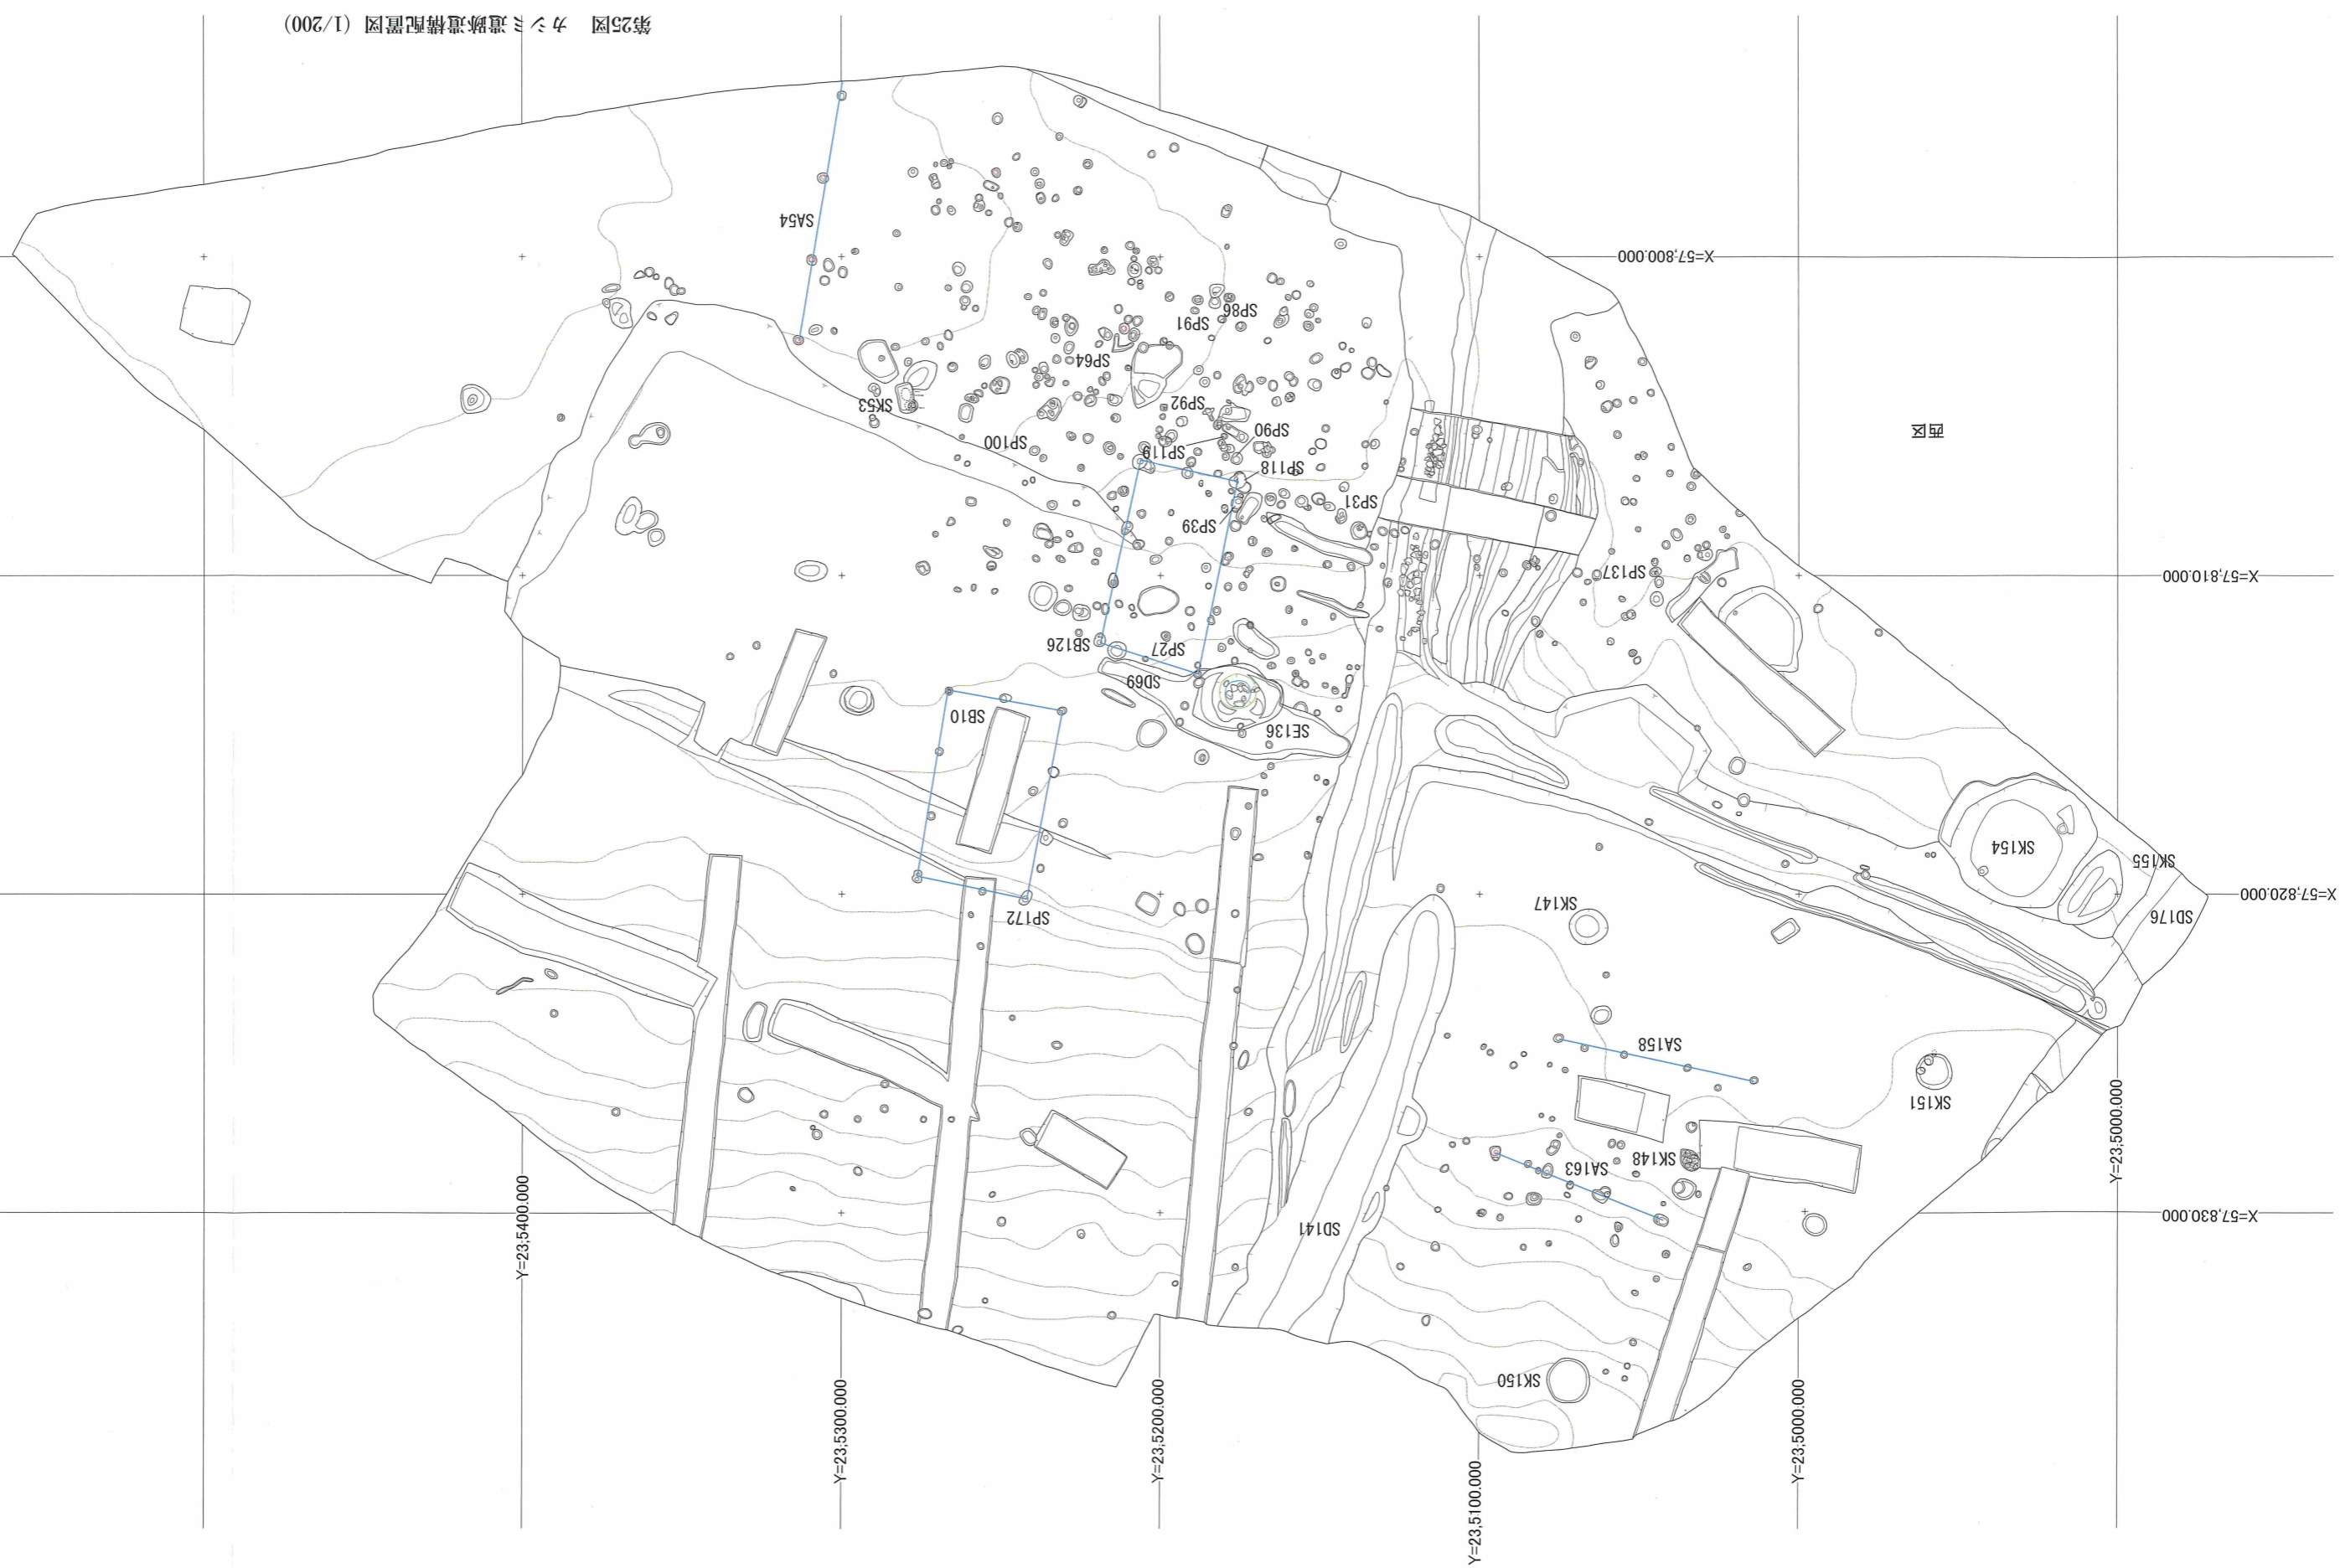 第25図　カシミ遺跡遺構配置図（1/200）
SA54
X=57,800.000
SP86
SP91
SP64
SK53
SP92
SP90
西区
SP100
SP119
SP118
SP31
SP39
SP137
X=57,810.000
SB126
SP27
SD69
SB10
SE136
SK154
SK155
X=57,820.000
SK147
SP172
SD176
SA158
SK151
SK148
SA163
Y=23,5000.000
X=57,830.000
SD141
Y=23,5400.000
SK150
Y=23,5300.000
Y=23,5200.000
Y=23,5000.000
Y=23,5100.000